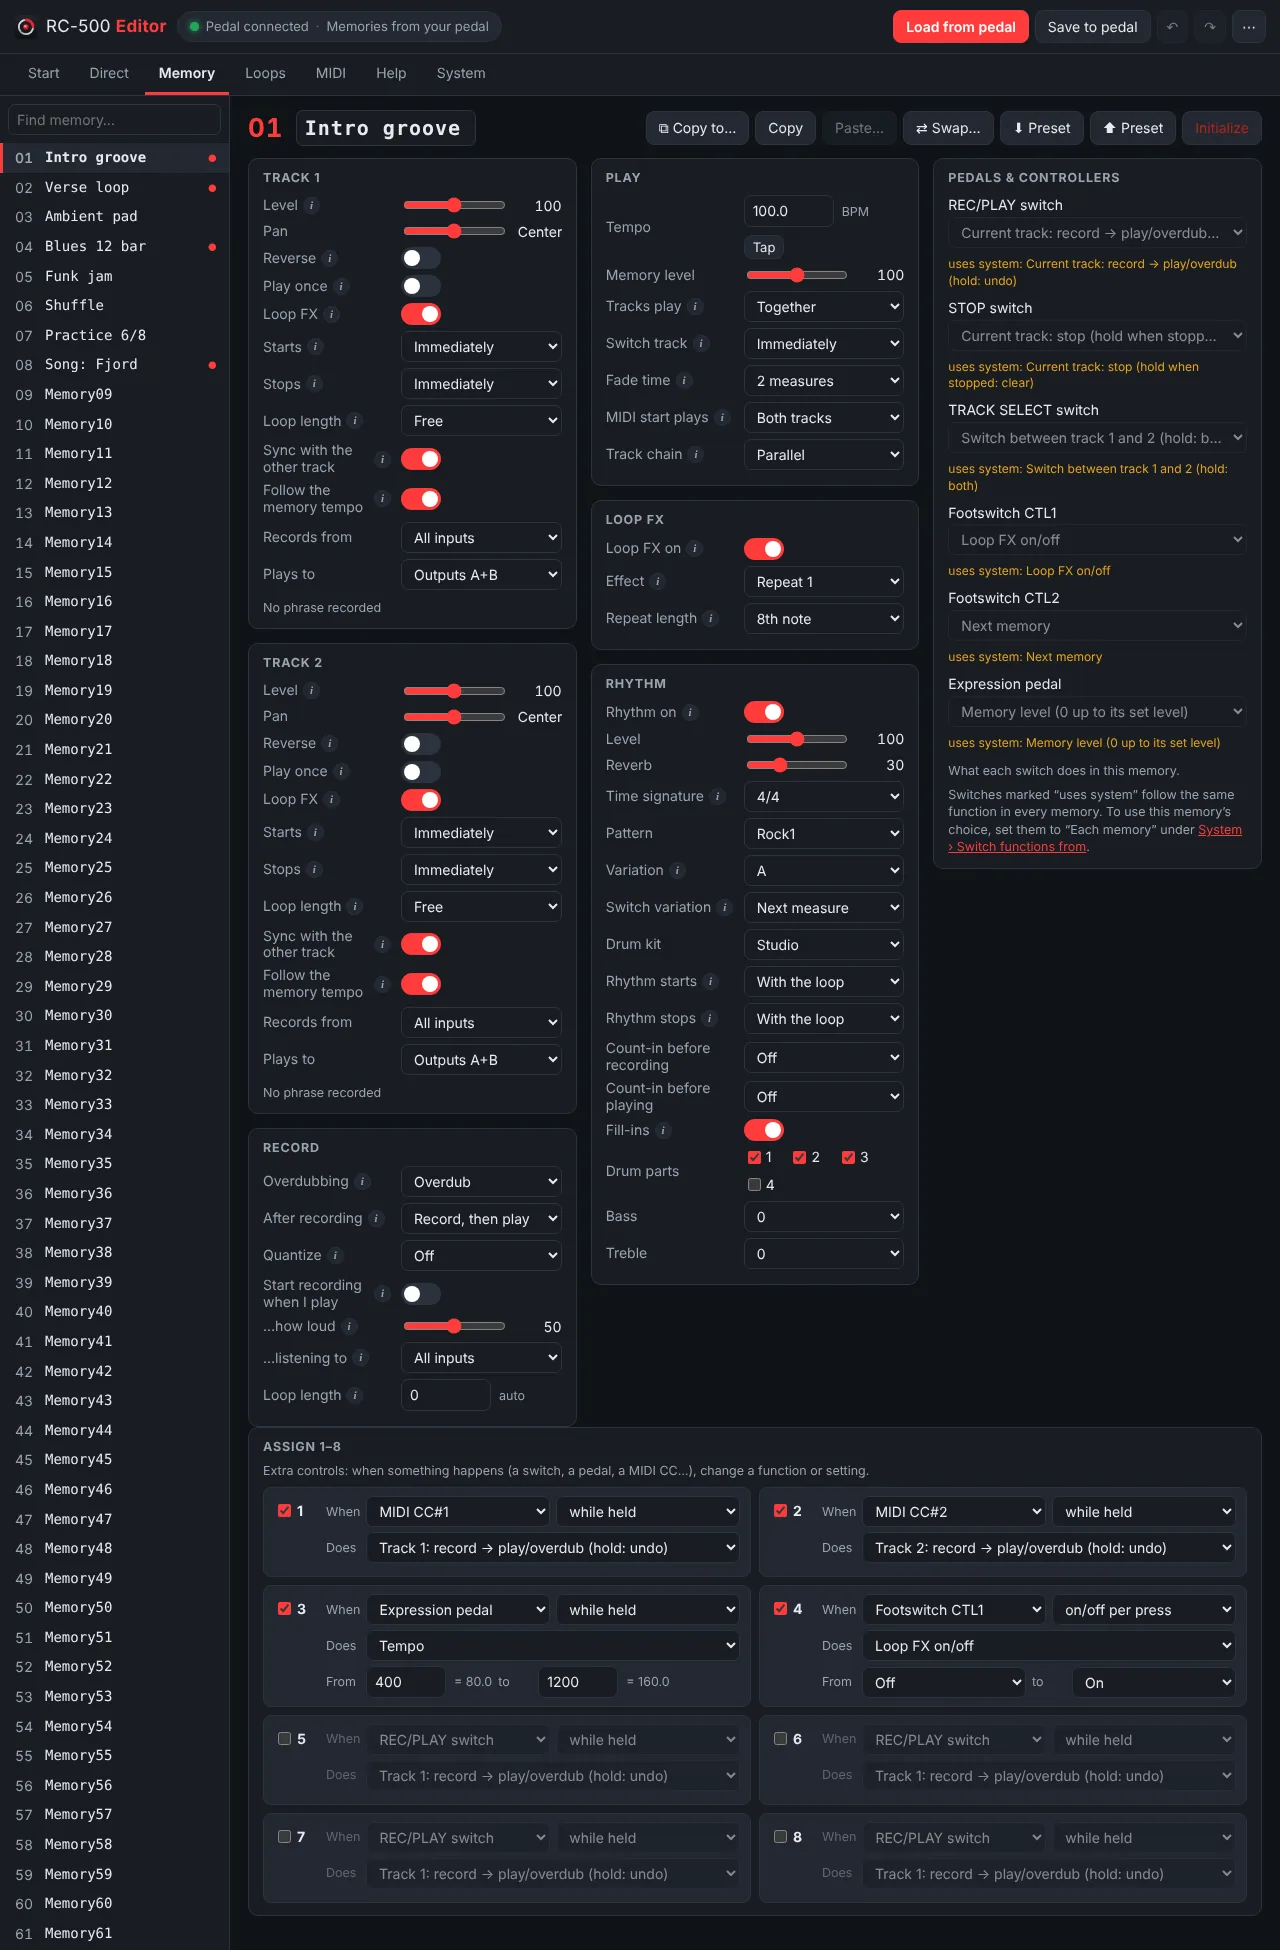 RC-500 Editor
Pedal connected · Memories from your pedal
Load from pedal
Save to pedal
Start Direct Memory Loops MIDI Help System
Find memory...
01 Intro groove
02 Verse loop
03 Ambient pad
04 Blues 12 bar
05 Funk jam
06 Shuffle
07 Practice 6/8
08 Song: Fjord
09 Memory09
10 Memory10
11 Memory11
12 Memory12
13 Memory13
14 Memory14
15 Memory15
16 Memory16
17 Memory17
18 Memory18
19 Memory19
20 Memory20
21 Memory21
22 Memory22
23 Memory23
24 Memory24
25 Memory25
26 Memory26
27 Memory27
28 Memory28
29 Memory29
30 Memory30
31 Memory31
32 Memory32
33 Memory33
34 Memory34
35 Memory35
36 Memory36
37 Memory37
38 Memory38
39 Memory39
40 Memory40
41 Memory41
42 Memory42
43 Memory43
44 Memory44
45 Memory45
46 Memory46
47 Memory47
48 Memory48
49 Memory49
50 Memory50
51 Memory51
52 Memory52
53 Memory53
54 Memory54
55 Memory55
56 Memory56
57 Memory57
58 Memory58
59 Memory59
60 Memory60
61 Memory61
01 Intro groove
⧉ Copy to... Copy Paste... ⇄ Swap... ⬇ Preset ⬆ Preset Initialize
TRACK 1
Level i 100
Pan Center
Reverse i
Play once i
Loop FX i
Starts i Immediately
Stops i Immediately
Loop length i Free
Sync with the
other track i
Follow the
memory tempo i
Records from All inputs
Plays to Outputs A+B
No phrase recorded
TRACK 2
Level i 100
Pan Center
Reverse i
Play once i
Loop FX i
Starts i Immediately
Stops i Immediately
Loop length i Free
Sync with the
other track i
Follow the
memory tempo i
Records from All inputs
Plays to Outputs A+B
No phrase recorded
RECORD
Overdubbing i Overdub
After recording i Record, then play
Quantize i Off
Start recording
when I play i
...how loud i 50
...listening to i All inputs
Loop length i 0 auto
PLAY
Tempo 100.0 BPM
Tap
Memory level 100
Tracks play i Together
Switch track i Immediately
Fade time i 2 measures
MIDI start plays i Both tracks
Track chain i Parallel
LOOP FX
Loop FX on i
Effect i Repeat 1
Repeat length i 8th note
RHYTHM
Rhythm on i
Level 100
Reverb 30
Time signature i 4/4
Pattern Rock1
Variation i A
Switch variation i Next measure
Drum kit Studio
Rhythm starts i With the loop
Rhythm stops i With the loop
Count-in before
recording Off
Count-in before
playing Off
Fill-ins i
Drum parts 1 2 3
4
Bass 0
Treble 0
PEDALS & CONTROLLERS
REC/PLAY switch
Current track: record → play/overdub...
uses system: Current track: record → play/overdub
(hold: undo)
STOP switch
Current track: stop (hold when stopp...
uses system: Current track: stop (hold when
stopped: clear)
TRACK SELECT switch
Switch between track 1 and 2 (hold: b...
uses system: Switch between track 1 and 2 (hold:
both)
Footswitch CTL1
Loop FX on/off
uses system: Loop FX on/off
Footswitch CTL2
Next memory
uses system: Next memory
Expression pedal
Memory level (0 up to its set level)
uses system: Memory level (0 up to its set level)
What each switch does in this memory.
Switches marked “uses system” follow the same
function in every memory. To use this memory’s
choice, set them to “Each memory” under System
› Switch functions from.
ASSIGN 1–8
Extra controls: when something happens (a switch, a pedal, a MIDI CC...), change a function or setting.
1 When MIDI CC#1 while held
Does Track 1: record → play/overdub (hold: undo)
2 When MIDI CC#2 while held
Does Track 2: record → play/overdub (hold: undo)
3 When Expression pedal while held
Does Tempo
From 400 = 80.0 to 1200 = 160.0
4 When Footswitch CTL1 on/off per press
Does Loop FX on/off
From Off to On
5 When REC/PLAY switch while held
Does Track 1: record → play/overdub (hold: undo)
6 When REC/PLAY switch while held
Does Track 1: record → play/overdub (hold: undo)
7 When REC/PLAY switch while held
Does Track 1: record → play/overdub (hold: undo)
8 When REC/PLAY switch while held
Does Track 1: record → play/overdub (hold: undo)